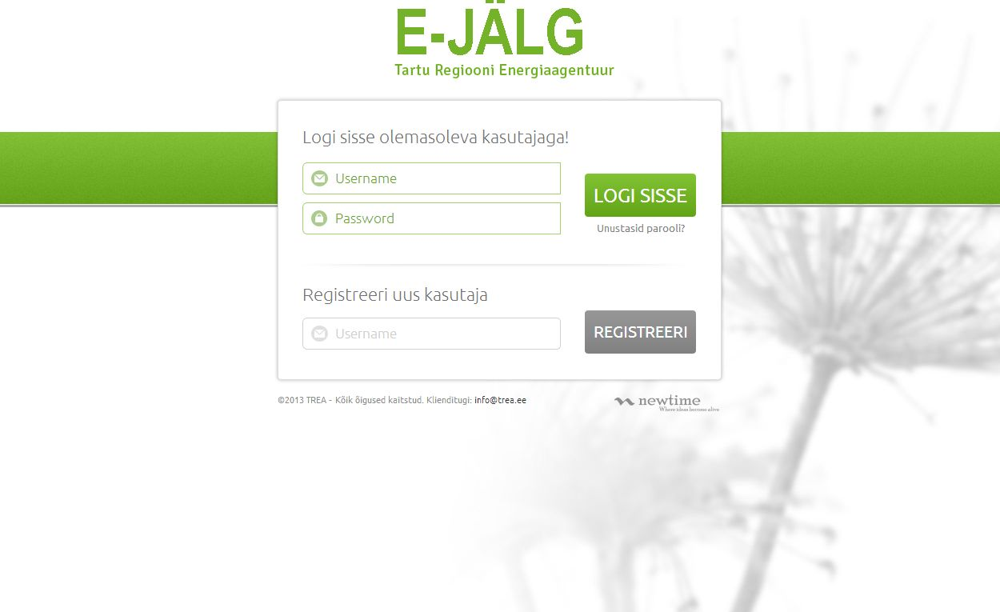 E-JÄLG
Tartu Regiooni Energiaagentuur
Logi sisse olemasoleva kasutajaga!
Username
Password
LOGI SISSE
Unustasid parooli?
Registreeri uus kasutaja
Username
REGISTREERI
©2013 TREA - Kõik õigused kaitstud. Klienditugi: info@trea.ee
newtime
Where ideas become alive